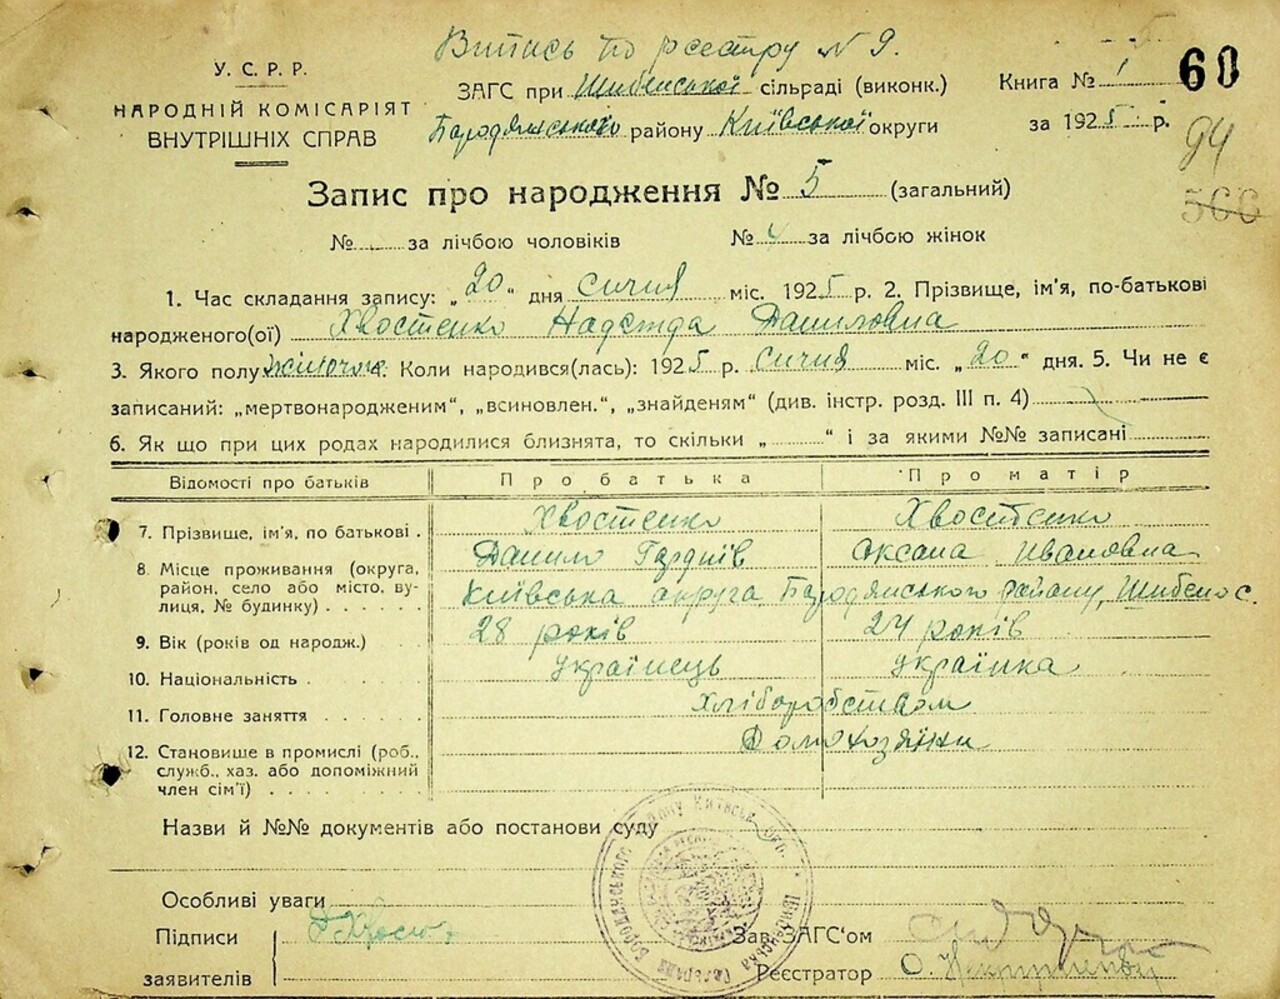 Випись по реєстру № 9.
У. С. Р. Р.
НАРОДНІЙ КОМІСАРІЯТ
ВНУТРІШНІХ СПРАВ
ЗАГС при Шибенської сільраді (виконк.)
Бородянського району Київської округи
Книга № 1
за 1925 р.
60
94
566
Запис про народження № 5 (загальний)
№ за лічбою чоловіків № 4 за лічбою жінок
1. Час складання запису: „20“ дня Січня міс. 1925 р. 2. Прізвище, ім'я, по-батькові
народженого(ої) Хвостенко Надежда Даниловна
3. Якого полу жіночого 4. Коли народився(лась): 1925 р. Січня міс. „20“ дня. 5. Чи не є
записаний: „мертвонародженим“, „всиновлен.“, „знайденям“ (див. інстр. розд. III п. 4)
6. Як що при цих родах народилися близнята, то скільки „ “ і за якими №№ записані
Відомості про батьків Про батька Про матір
7. Прізвище, ім'я, по батькові . Хвостенко Хвостенко
Данило Оксана Ивановна
8. Місце проживання (округа,
район, село або місто, ву-
лиця, № будинку) . . . . . . Київська округа Бородянського району, Шибено с.
9. Вік (років од народж.) 28 років 24 років
10. Національність . українець українка
11. Головне заняття . . . . . . Хліборобством
12. Становище в промислі (роб.,
служб., хаз. або допоміжний
член сім'ї) . . . . . . . . Домохозяїни
Назви й №№ документів або постанови суду
Особливі уваги
Підписи
заявителів
Зав. ЗАГС'ом
Реєстратор О.